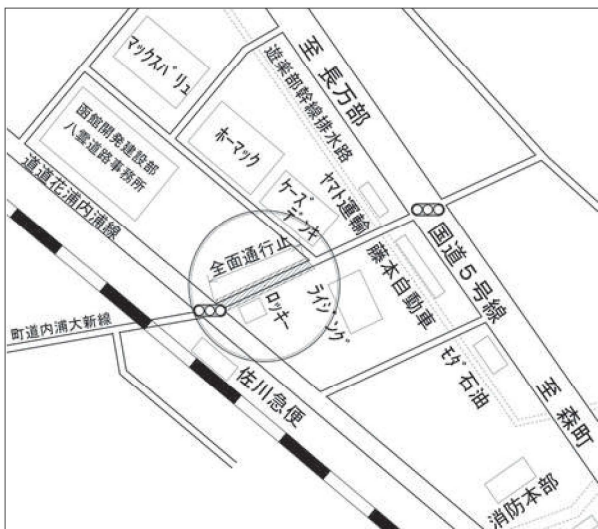 マックスバリュ
至 長万部
遊楽部幹線排水路
函館開発建設部
八雲道路事務所
ホーマック
道道花浦内浦線
ケーズ
デンキ
ヤマト運輸
全面通行止
国道5号線
藤本自動車
ライジング
ロッキー
町道内浦大新線
モダ石油
佐川急便
至 森町
消防本部